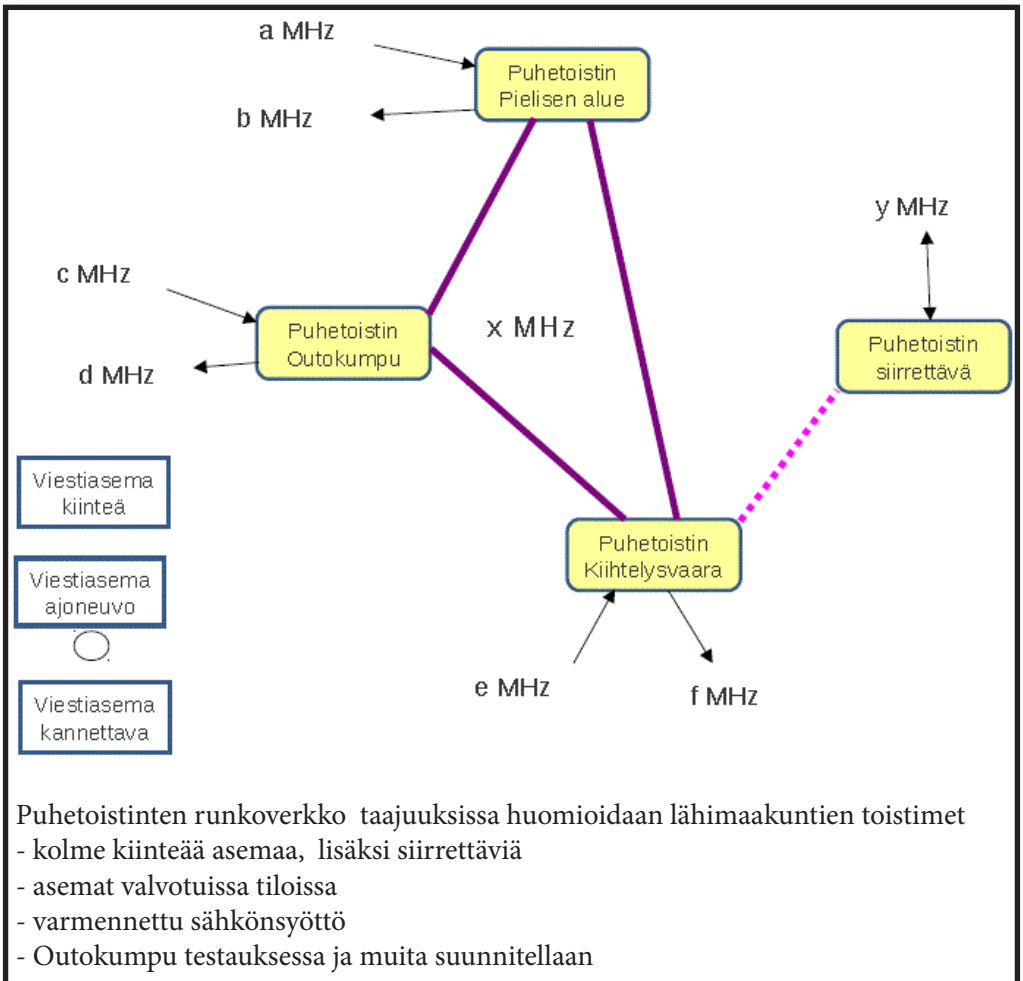 a MHz
Puhetoistin
Pielisen alue
b MHz
y MHz
c MHz
Puhetoistin
Outokumpu
x MHz
Puhetoistin
siirrettävä
d MHz
Viestiasema
kiinteä
Puhetoistin
Kiihtelysvaara
Viestiasema
ajoneuvo
e MHz
f MHz
Viestiasema
kannettava
Puhetoistinten runkoverkko taajuuksissa huomioidaan lähimaakuntien toistimet
- kolme kiinteää asemaa, lisäksi siirrettäviä
- asemat valvotuissa tiloissa
- varmennettu sähkönsyöttö
- Outokumpu testauksessa ja muita suunnitellaan